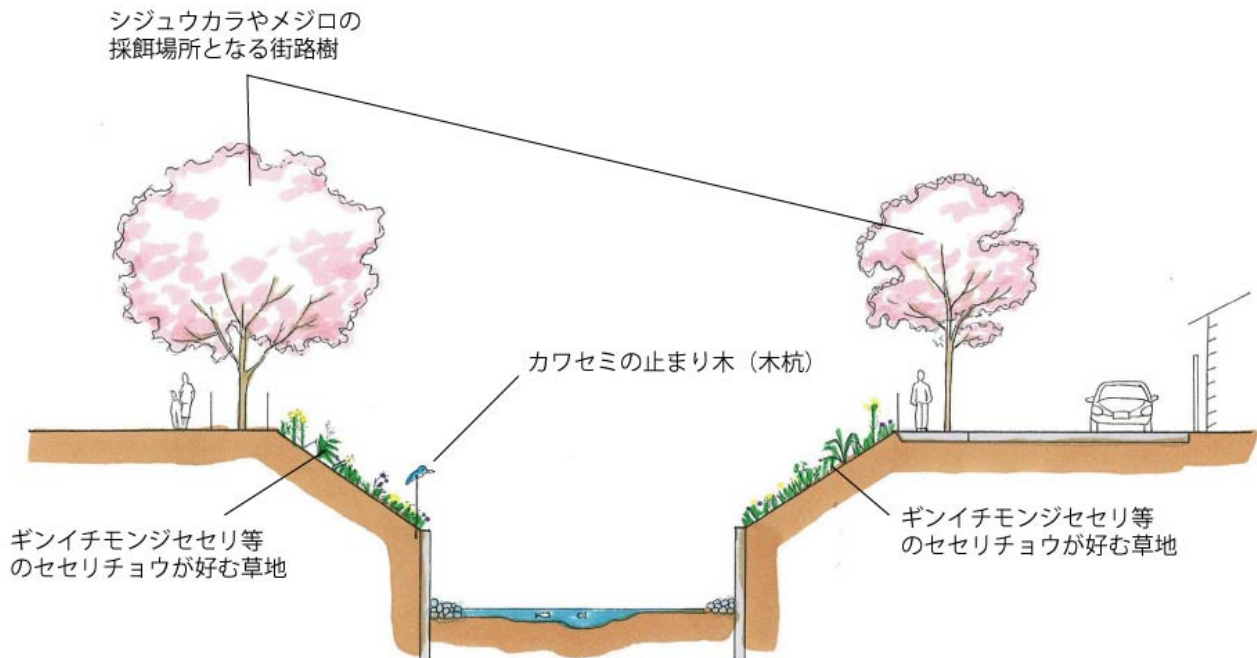 シジュウカラやメジロの
採餌場所となる街路樹
カワセミの止まり木（木杭）
ギンイチモンジセセリ等
のセセリチョウが好む草地
ギンイチモンジセセリ等
のセセリチョウが好む草地